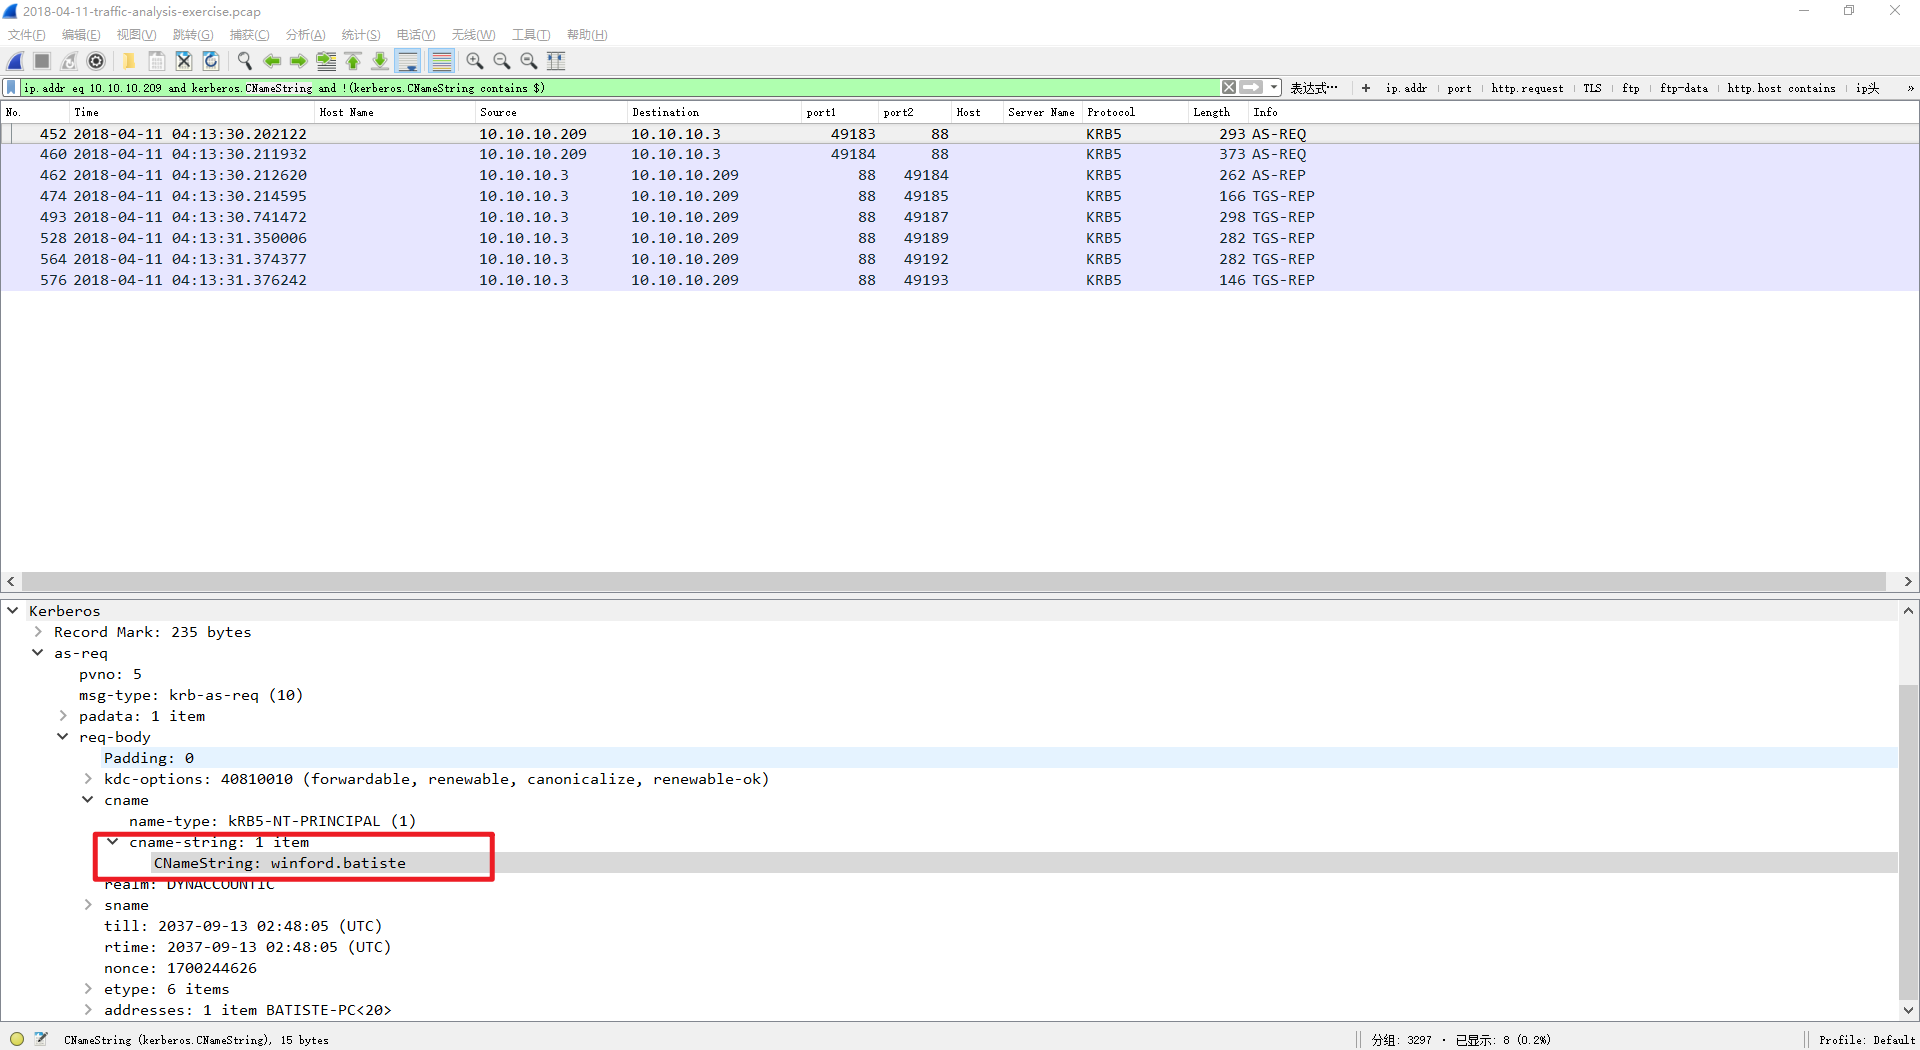 2018-04-11-traffic-analysis-exercise.pcap
文件(F) 编辑(E) 视图(V) 跳转(G) 捕获(C) 分析(A) 统计(S) 电话(Y) 无线(W) 工具(T) 帮助(H)
ip.addr eq 10.10.10.209 and kerberos.CNameString and !(kerberos.CNameString contains $) 表达式… + ip.addr port http.request TLS ftp ftp-data http.host contains ip头 »
No. Time Host Name Source Destination port1 port2 Host Server Name Protocol Length Info
452 2018-04-11 04:13:30.202122 10.10.10.209 10.10.10.3 49183 88 KRB5 293 AS-REQ
460 2018-04-11 04:13:30.211932 10.10.10.209 10.10.10.3 49184 88 KRB5 373 AS-REQ
462 2018-04-11 04:13:30.212620 10.10.10.3 10.10.10.209 88 49184 KRB5 262 AS-REP
474 2018-04-11 04:13:30.214595 10.10.10.3 10.10.10.209 88 49185 KRB5 166 TGS-REP
493 2018-04-11 04:13:30.741472 10.10.10.3 10.10.10.209 88 49187 KRB5 298 TGS-REP
528 2018-04-11 04:13:31.350006 10.10.10.3 10.10.10.209 88 49189 KRB5 282 TGS-REP
564 2018-04-11 04:13:31.374377 10.10.10.3 10.10.10.209 88 49192 KRB5 282 TGS-REP
576 2018-04-11 04:13:31.376242 10.10.10.3 10.10.10.209 88 49193 KRB5 146 TGS-REP
Kerberos
Record Mark: 235 bytes
as-req
pvno: 5
msg-type: krb-as-req (10)
padata: 1 item
req-body
Padding: 0
kdc-options: 40810010 (forwardable, renewable, canonicalize, renewable-ok)
cname
name-type: kRB5-NT-PRINCIPAL (1)
cname-string: 1 item
CNameString: winford.batiste
realm: DYNACCOUNTIC
sname
till: 2037-09-13 02:48:05 (UTC)
rtime: 2037-09-13 02:48:05 (UTC)
nonce: 1700244626
etype: 6 items
addresses: 1 item BATISTE-PC<20>
CNameString (kerberos.CNameString), 15 bytes 分组: 3297 · 已显示: 8 (0.2%) Profile: Default